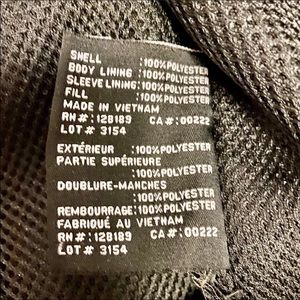 SHELL :100%POLYESTER
BODY LINING :100%POLYESTER
SLEEVE LINING:100%POLYESTER
FILL :100%POLYESTER
MADE IN VIETNAM
RN#:128189 CA#:00222
LOT# 3154
EXTÉRIEUR :100%POLYESTER
PARTIE SUPÉRIEURE
:100%POLYESTER
DOUBLURE-MANCHES
:100%POLYESTER
REMBOURRAGE:100%POLYESTER
FABRIQUÉ AU VIETNAM
RN#:128189 CA#:00222
LOT# 3154